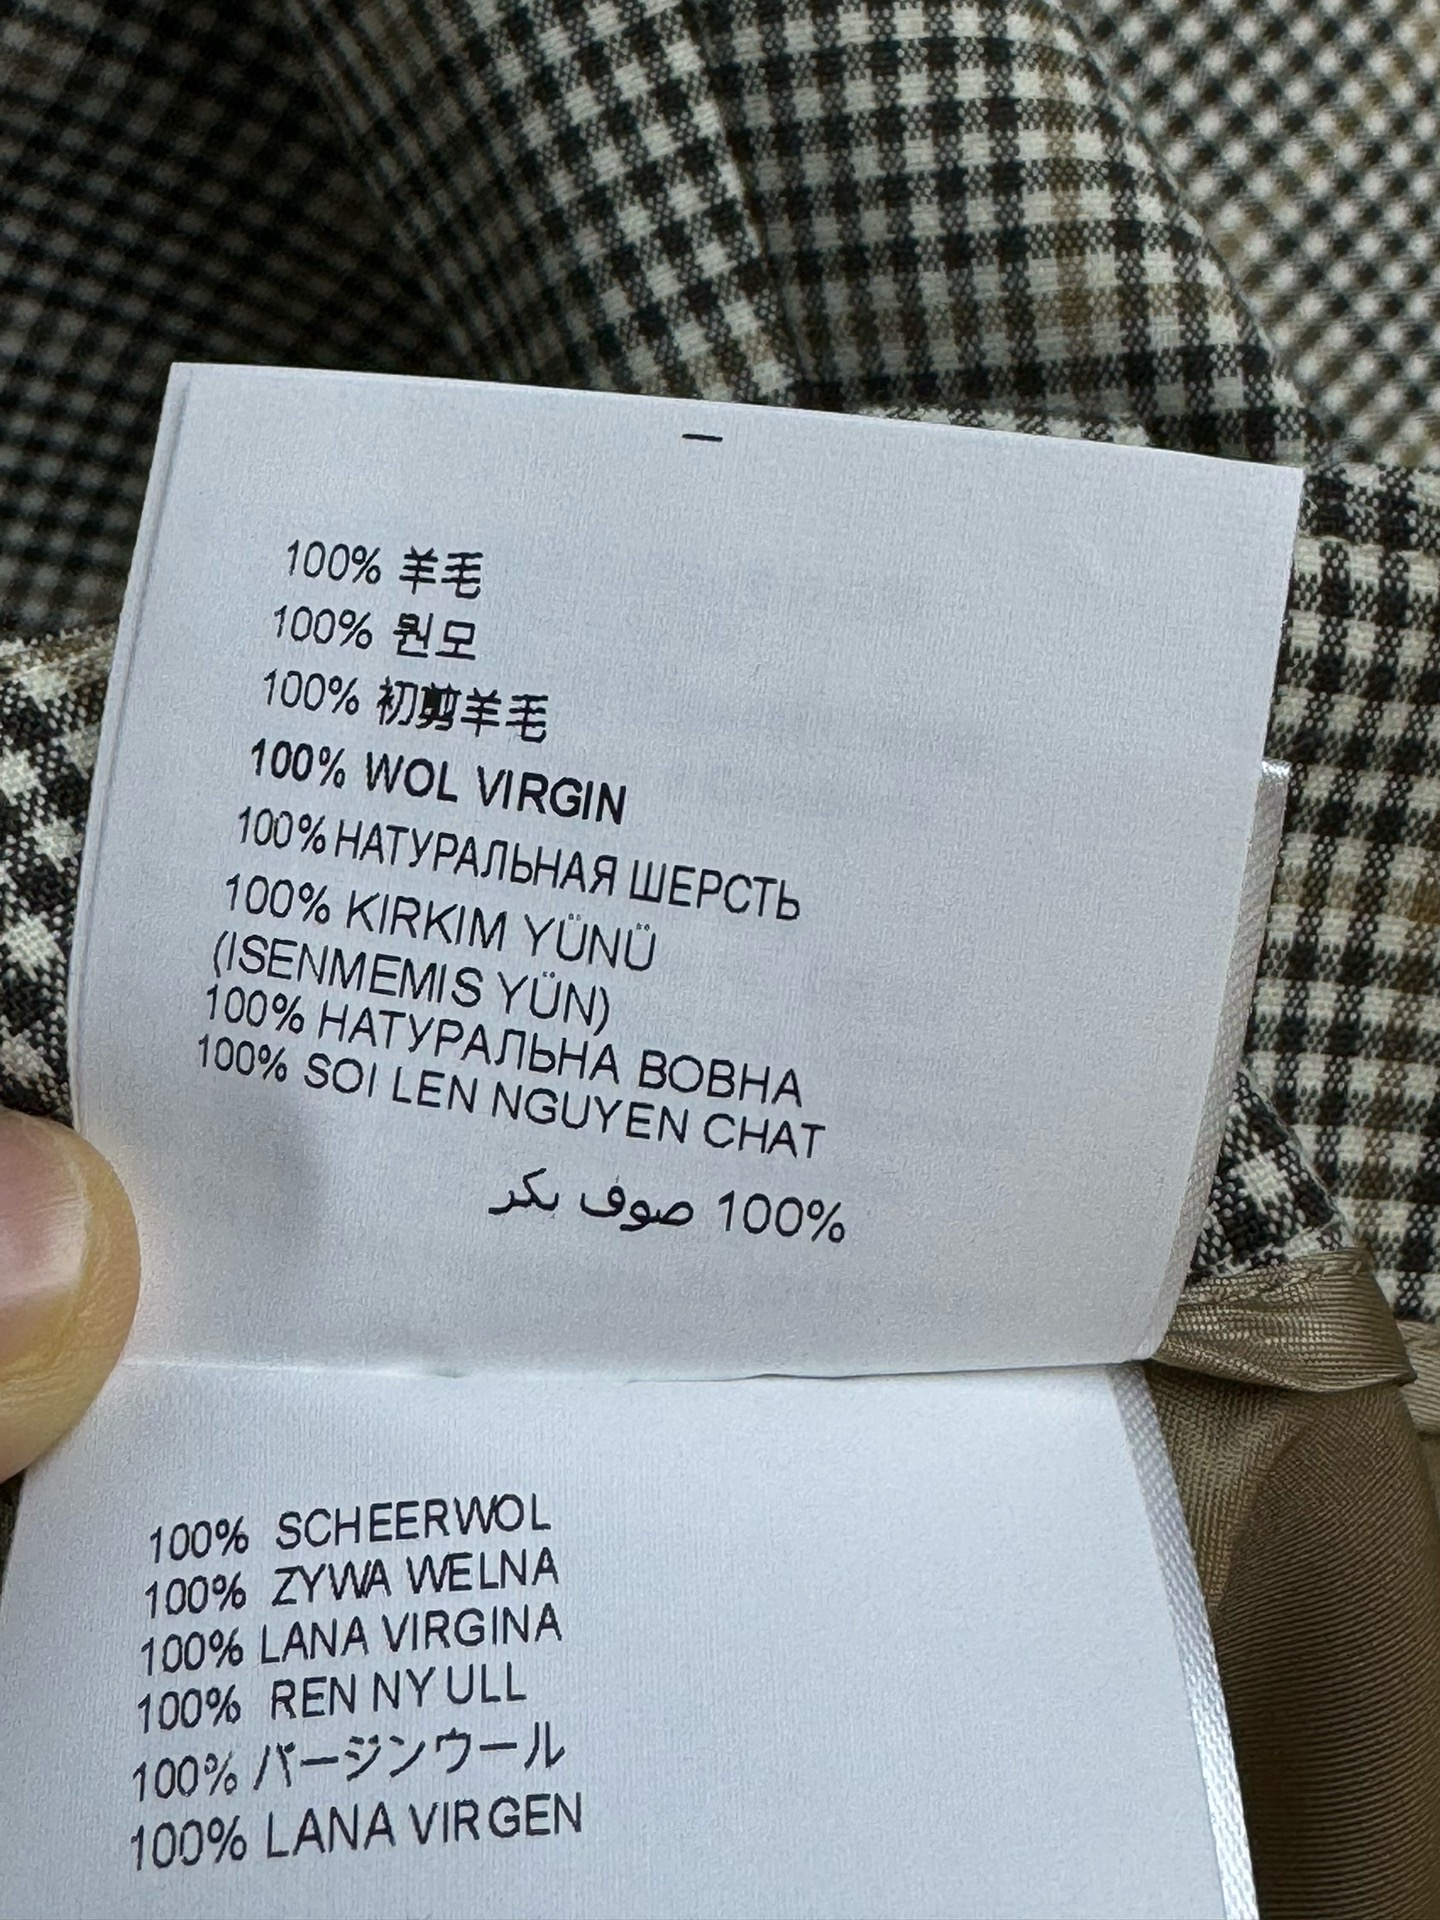 100% 羊毛
100% 원모
100% 初剪羊毛
100% WOL VIRGIN
100% НАТУРАЛЬНАЯ ШЕРСТЬ
100% KIRKIM YÜNÜ
(ISENMEMIS YÜN)
100% НАТУРАЛЬНА ВОВНА
100% SOI LEN NGUYEN CHAT
100% صوف بكر
100% SCHEERWOL
100% ZYWA WELNA
100% LANA VIRGINA
100% REN NY ULL
100% バージンウール
100% LANA VIRGEN